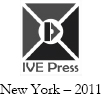 IVE Press
New York – 2011